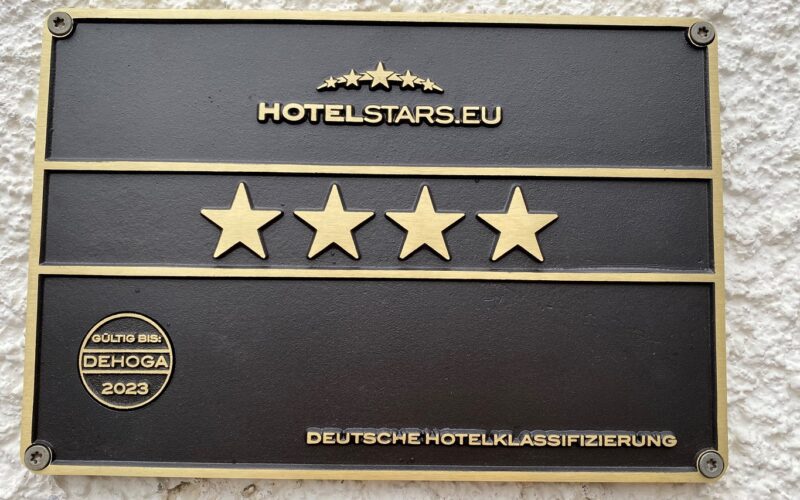 HOTELSTARS.EU
GÜLTIG BIS:
DEHOGA
2023
DEUTSCHE HOTELKLASSIFIZIERUNG